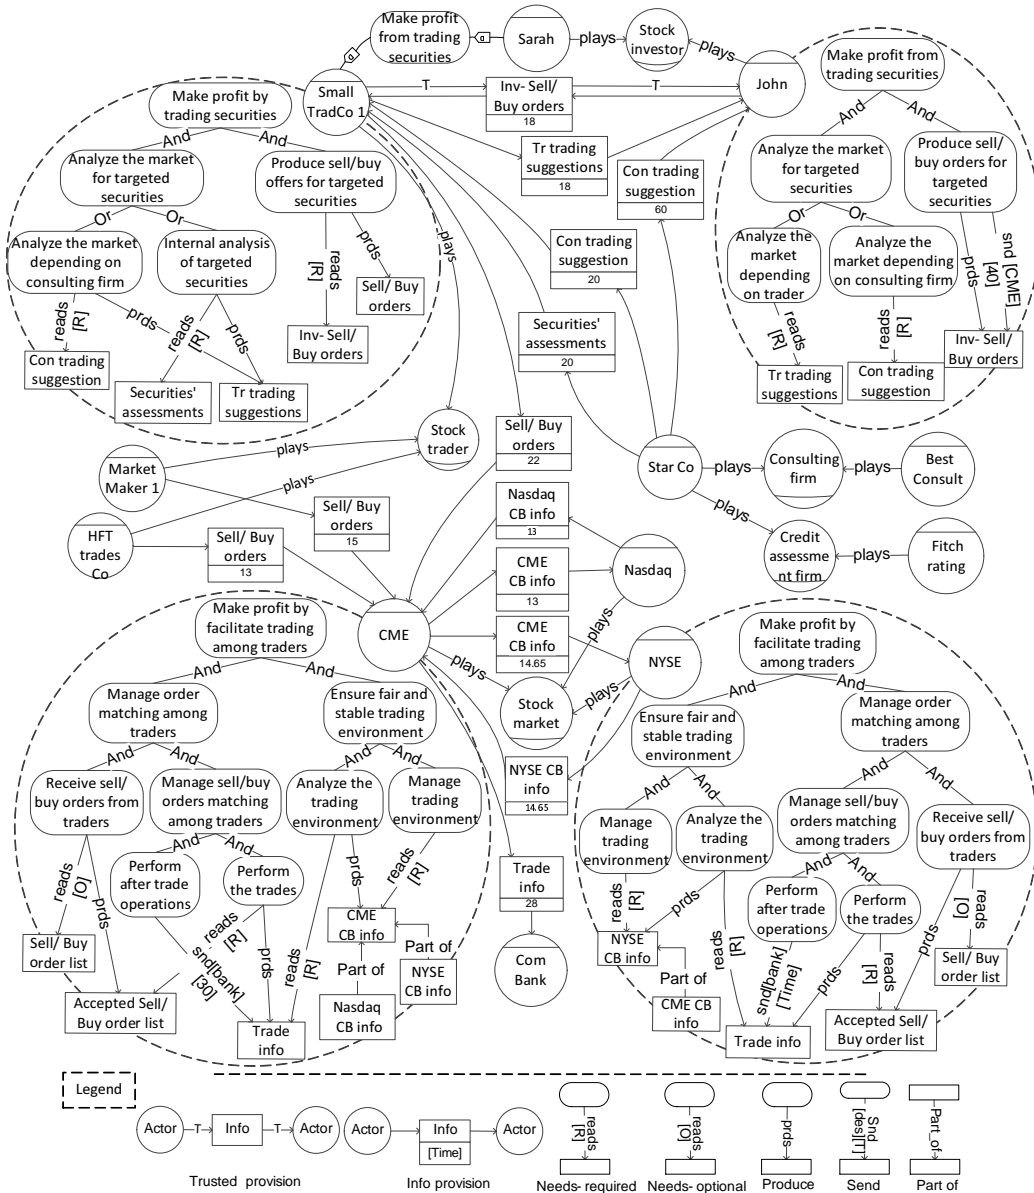 Make profit
from trading
securities
a
a
Sarah
plays
Stock
investor
plays
John
Small
TradCo 1
T
Inv- Sell/
Buy orders
18
T
Tr trading
suggestions
18
Con trading
suggestion
60
Con trading
suggestion
20
Securities'
assessments
20
Make profit by
trading securities
And
And
Analyze the market
for targeted
securities
Produce sell/buy
offers for targeted
securities
Or
Or
Analyze the market
depending on
consulting firm
Internal analysis
of targeted
securities
reads
[R]
prds
reads
[R]
prds
reads
[R]
prds
Sell/ Buy
orders
Inv- Sell/
Buy orders
Con trading
suggestion
Securities'
assessments
Tr trading
suggestions
plays
Make profit from
trading securities
And
And
Analyze the market
for targeted
securities
Produce sell/
buy orders for
targeted
securities
Or
Or
Analyze the
market
depending
on trader
Analyze the
market depending
on consulting firm
reads
[R]
reads
[R]
prds
snd [CME]
[40]
Inv- Sell/
Buy orders
Tr trading
suggestions
Con trading
suggestion
Stock
trader
Market
Maker 1
plays
plays
HFT
trades
Co
Sell/ Buy
orders
13
Sell/ Buy
orders
15
Sell/ Buy
orders
22
Star Co
plays
Consulting
firm
plays
Best
Consult
plays
Credit
assessme
nt firm
plays
Fitch
rating
Nasdaq
CB info
13
CME
CB info
13
Nasdaq
CME
CME
CB info
14.65
NYSE
plays
plays
plays
Stock
market
NYSE CB
info
14.65
Trade
info
28
Com
Bank
Make profit by
facilitate trading
among traders
And
And
Manage order
matching among
traders
Ensure fair and
stable trading
environment
And
And
And
And
Receive sell/
buy orders from
traders
Manage sell/buy
orders matching
among traders
Analyze the
trading
environment
Manage
trading
environment
And
And
Perform
after trade
operations
Perform
the trades
reads
[O]
prds
reads
[R]
snd[bank]
[30]
prds
reads
[R]
prds
reads
[R]
Sell/ Buy
order list
Accepted Sell/
Buy order list
Trade
info
CME
CB info
Part of
Part of
Nasdaq
CB info
NYSE
CB info
Make profit by
facilitate trading
among traders
And
And
Ensure fair and
stable trading
environment
Manage order
matching among
traders
And
And
And
And
Manage
trading
environment
Analyze the
trading
environment
Manage sell/buy
orders matching
among traders
Receive sell/
buy orders from
traders
And
And
Perform
after trade
operations
Perform
the trades
reads
[R]
prds
reads
[R]
snd[bank]
[Time]
prds
reads
[R]
prds
reads
[O]
NYSE
CB info
Part of
CME CB
info
Trade info
Accepted Sell/
Buy order list
Sell/ Buy
order list
Legend
Actor
T
Info
T
Actor
Trusted provision
Actor
Info
[Time]
Actor
Info provision
reads
[R]
Needs- required
reads
[O]
Needs- optional
prds
Produce
Snd
[des][T]
Send
Part_of
Part of